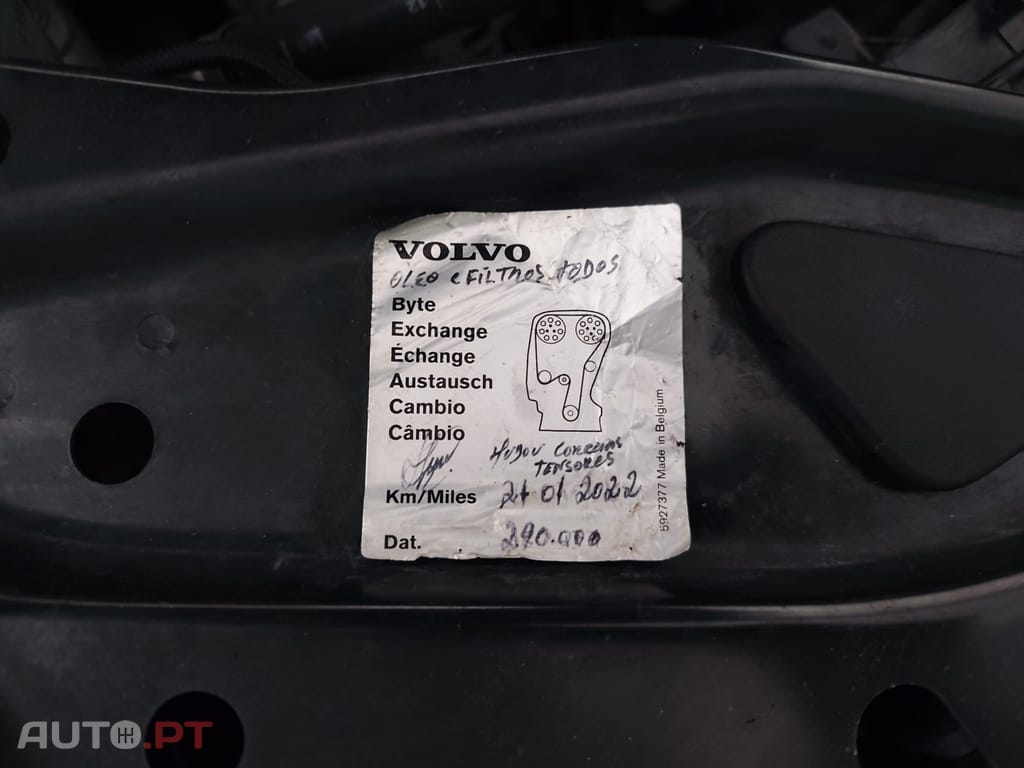 VOLVO
OLEO e FILTROS TODOS
Byte
Exchange
Échange
Austausch
Cambio
Câmbio
MUDOU CORREIAS
TENSORES
Km/Miles 21 01 2022
Dat. 290.000
5927377 Made in Belgium
AUTO.PT